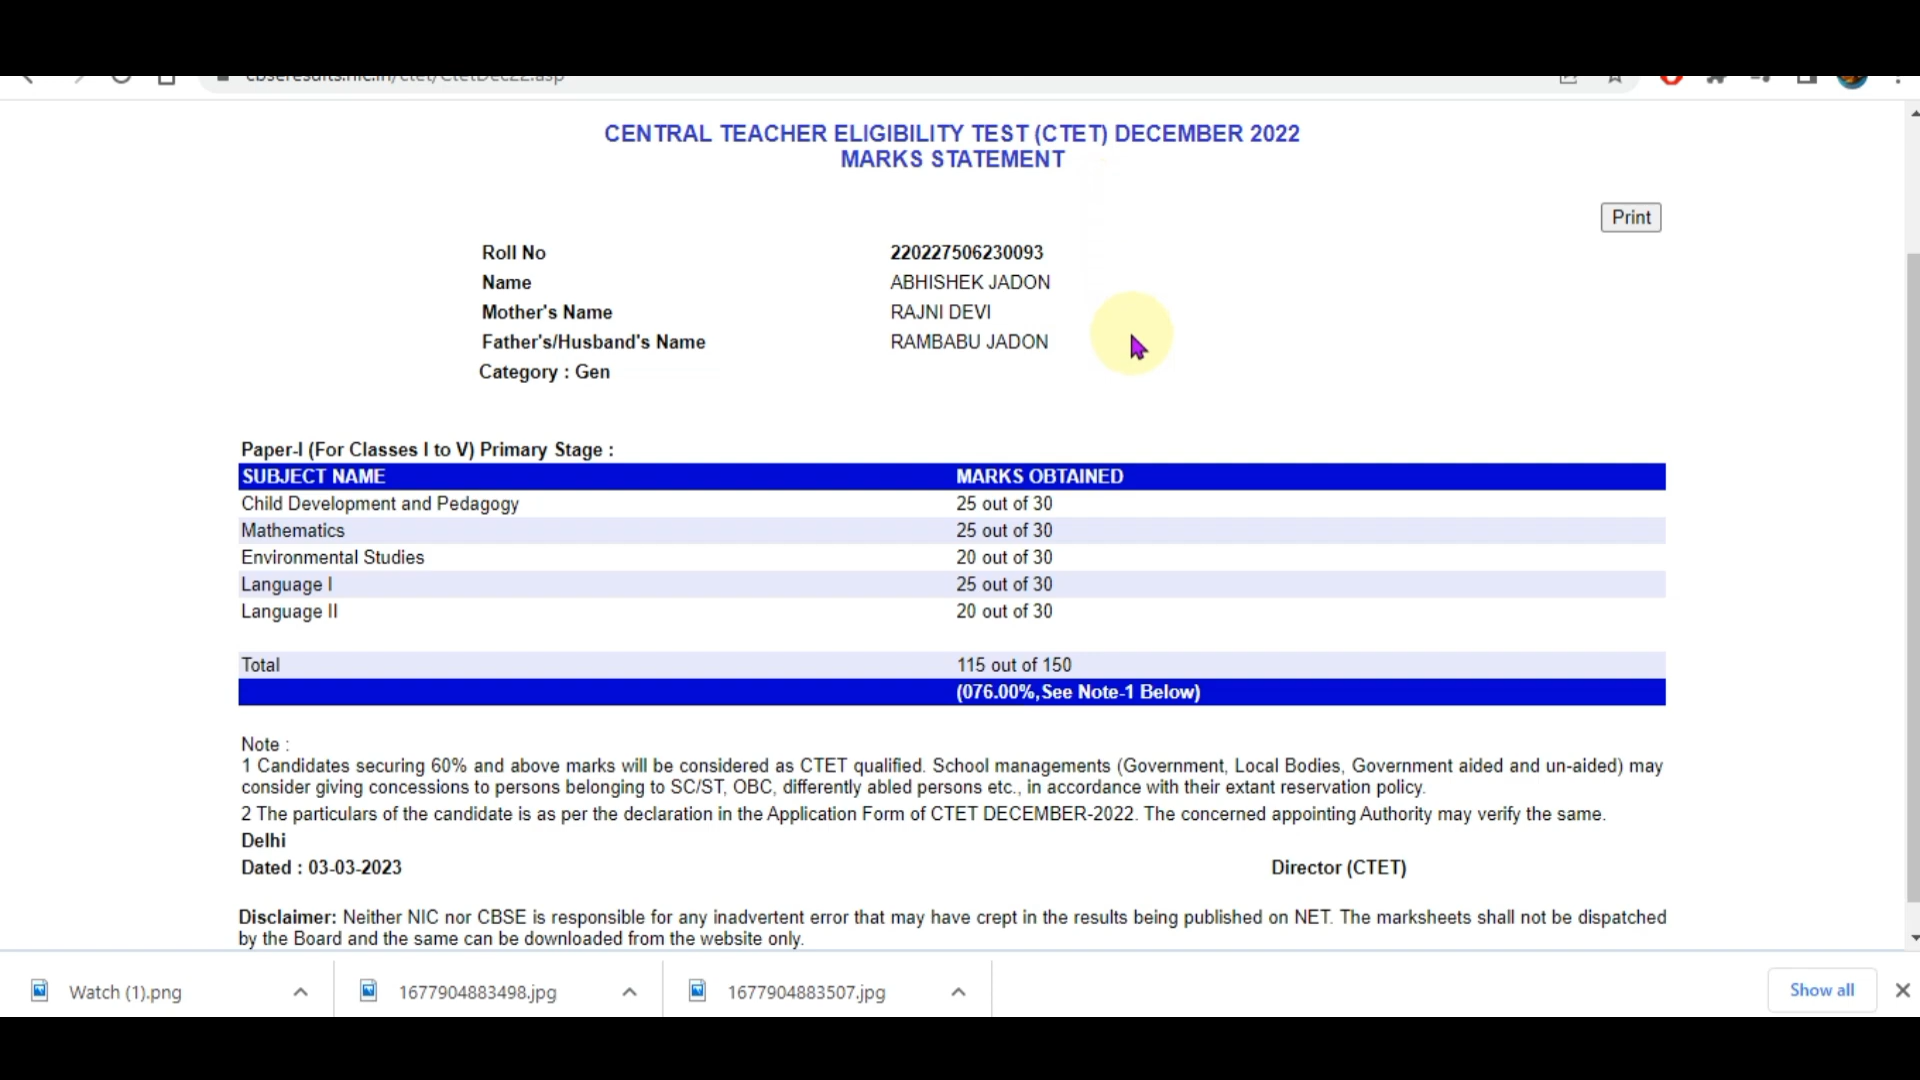 cbseresults.nic.in/ctet/CtetDec22.asp
CENTRAL TEACHER ELIGIBILITY TEST (CTET) DECEMBER 2022
MARKS STATEMENT
Print
Roll No 220227506230093
Name ABHISHEK JADON
Mother's Name RAJNI DEVI
Father's/Husband's Name RAMBABU JADON
Category : Gen
Paper-I (For Classes I to V) Primary Stage :
SUBJECT NAME MARKS OBTAINED
Child Development and Pedagogy 25 out of 30
Mathematics 25 out of 30
Environmental Studies 20 out of 30
Language I 25 out of 30
Language II 20 out of 30
Total 115 out of 150
(076.00%,See Note-1 Below)
Note :
1 Candidates securing 60% and above marks will be considered as CTET qualified. School managements (Government, Local Bodies, Government aided and un-aided) may
consider giving concessions to persons belonging to SC/ST, OBC, differently abled persons etc., in accordance with their extant reservation policy.
2 The particulars of the candidate is as per the declaration in the Application Form of CTET DECEMBER-2022. The concerned appointing Authority may verify the same.
Delhi
Dated : 03-03-2023 Director (CTET)
Disclaimer: Neither NIC nor CBSE is responsible for any inadvertent error that may have crept in the results being published on NET. The marksheets shall not be dispatched
by the Board and the same can be downloaded from the website only.
Watch (1).png 1677904883498.jpg 1677904883507.jpg Show all